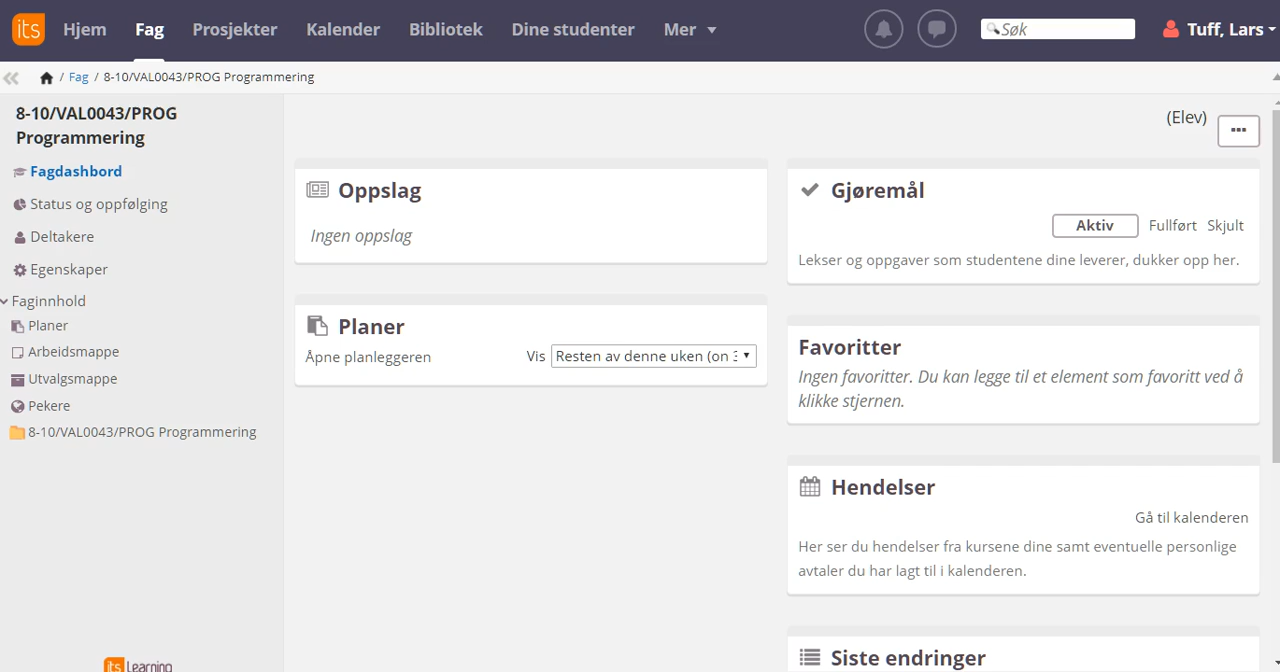 its Hjem Fag Prosjekter Kalender Bibliotek Dine studenter Mer Søk Tuff, Lars
/ Fag / 8-10/VAL0043/PROG Programmering
8-10/VAL0043/PROG
Programmering
Fagdashbord
Status og oppfølging
Deltakere
Egenskaper
Faginnhold
Planer
Arbeidsmappe
Utvalgsmappe
Pekere
8-10/VAL0043/PROG Programmering
its Learning
(Elev)
Oppslag
Ingen oppslag
Planer
Åpne planleggeren Vis Resten av denne uken (on
Gjøremål
Aktiv Fullført Skjult
Lekser og oppgaver som studentene dine leverer, dukker opp her.
Favoritter
Ingen favoritter. Du kan legge til et element som favoritt ved å
klikke stjernen.
Hendelser
Gå til kalenderen
Her ser du hendelser fra kursene dine samt eventuelle personlige
avtaler du har lagt til i kalenderen.
Siste endringer